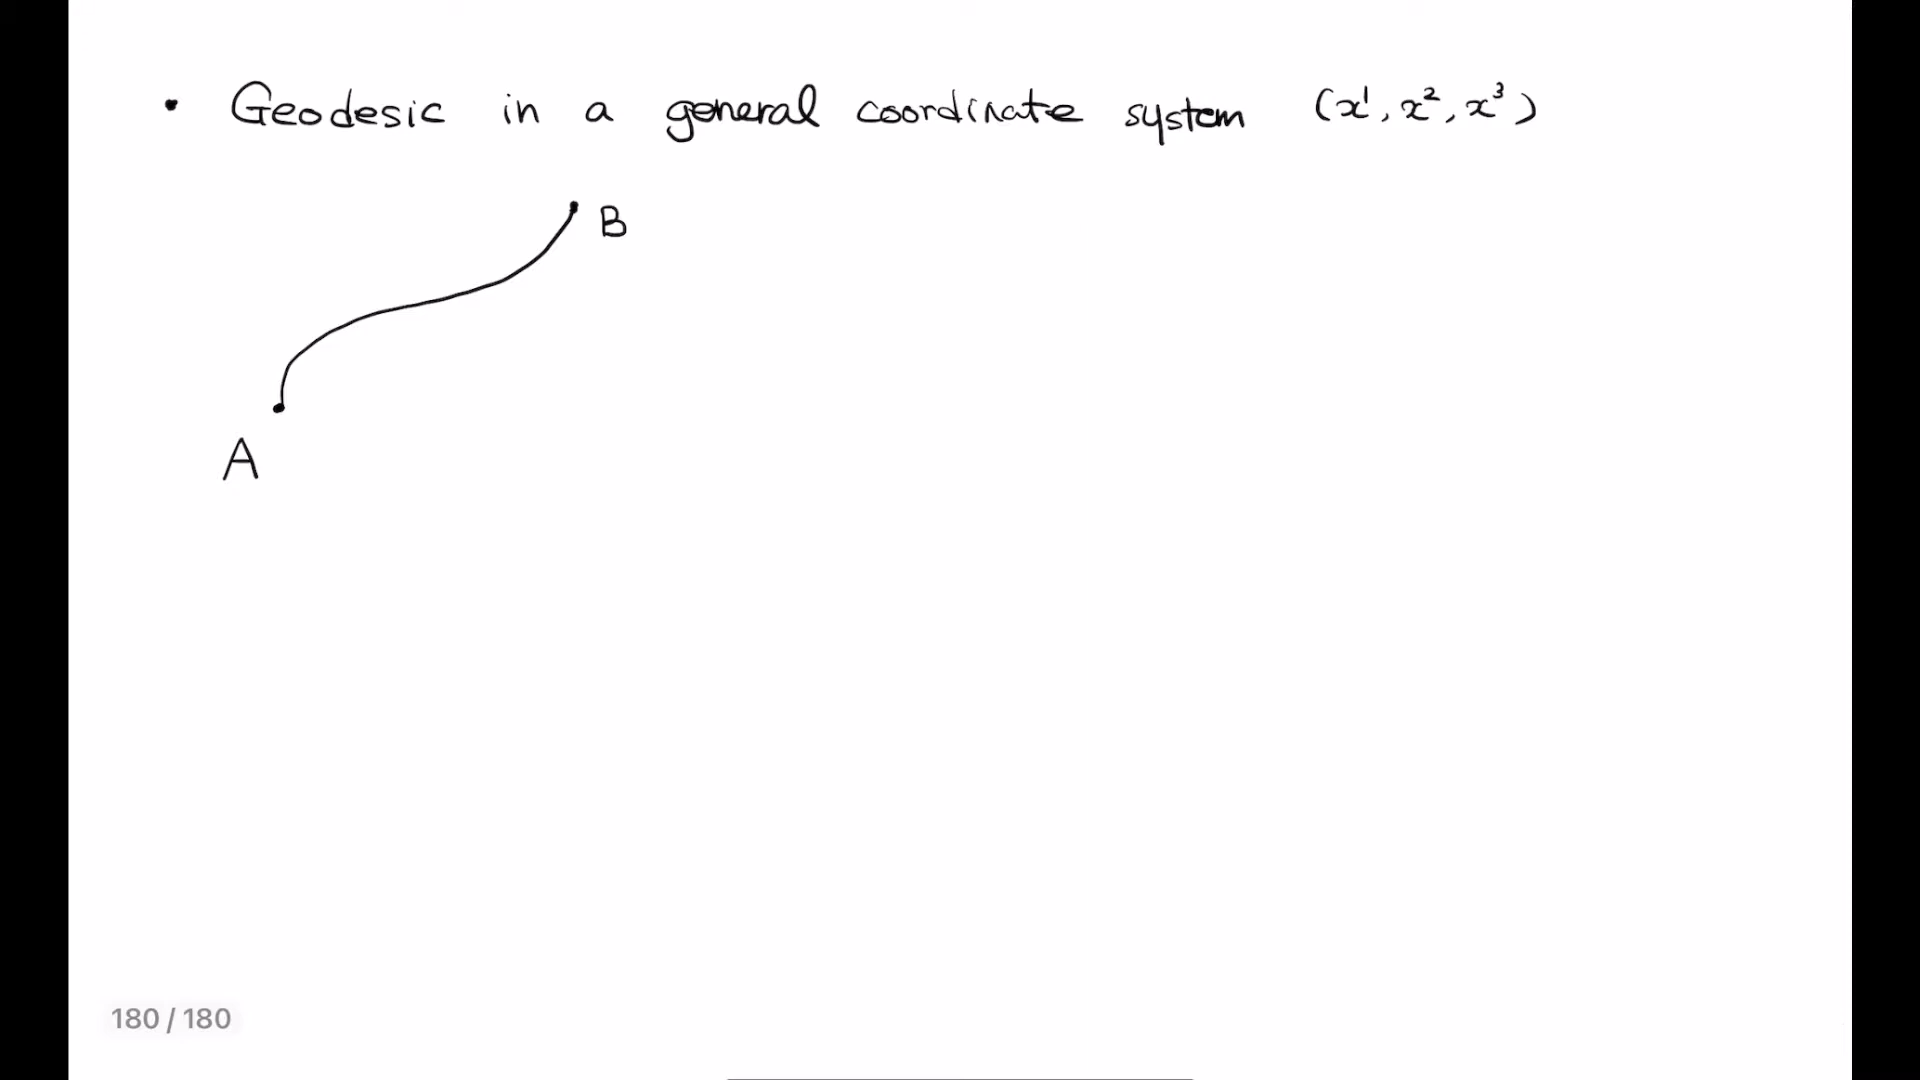 • Geodesic in a general coordinate system (x¹, x², x³)
B
A
180 / 180